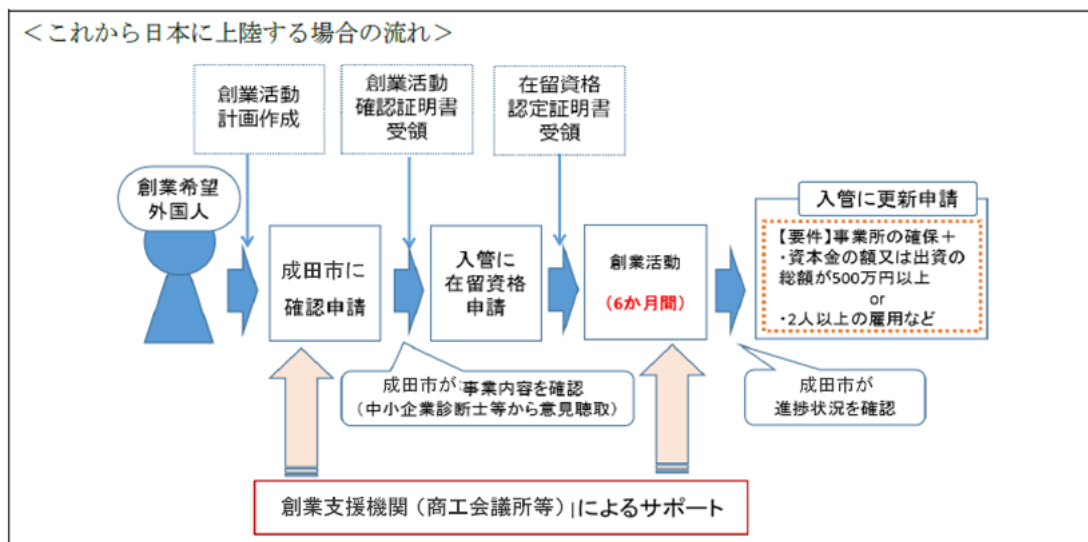 ＜これから日本に上陸する場合の流れ＞
創業活動
計画作成
創業活動
確認証明書
受領
在留資格
認定証明書
受領
創業希望
外国人
成田市に
確認申請
入管に
在留資格
申請
創業活動
（6か月間）
入管に更新申請
【要件】事業所の確保＋
・資本金の額又は出資の
総額が500万円以上
or
・2人以上の雇用など
成田市が事業内容を確認
（中小企業診断士等から意見聴取）
成田市が
進捗状況を確認
創業支援機関（商工会議所等）によるサポート